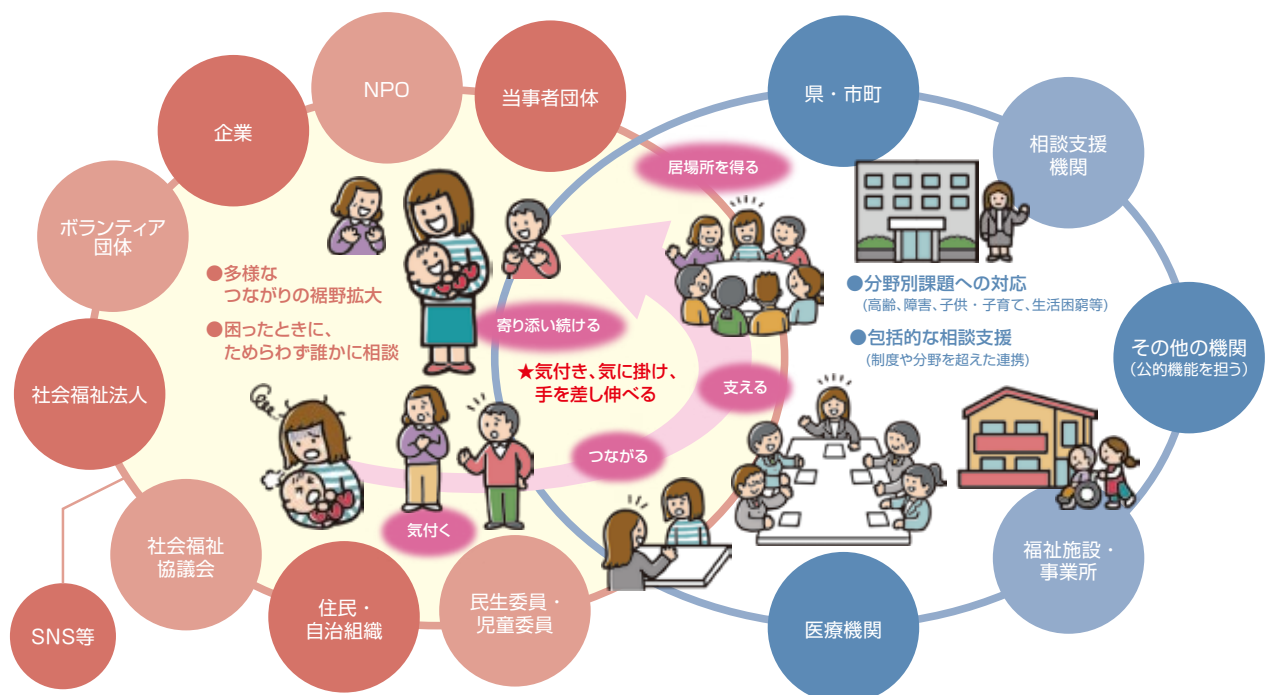 NPO
当事者団体
企業
ボランティア
団体
社会福祉法人
社会福祉
協議会
SNS等
住民・
自治組織
民生委員・
児童委員
●多様な
つながりの裾野拡大
●困ったときに、
ためらわず誰かに相談
気付く
つながる
支える
居場所を得る
寄り添い続ける
★気付き、気に掛け、
手を差し伸べる
県・市町
相談支援
機関
その他の機関
(公的機能を担う)
福祉施設・
事業所
医療機関
●分野別課題への対応
(高齢、障害、子供・子育て、生活困窮等)
●包括的な相談支援
(制度や分野を超えた連携)